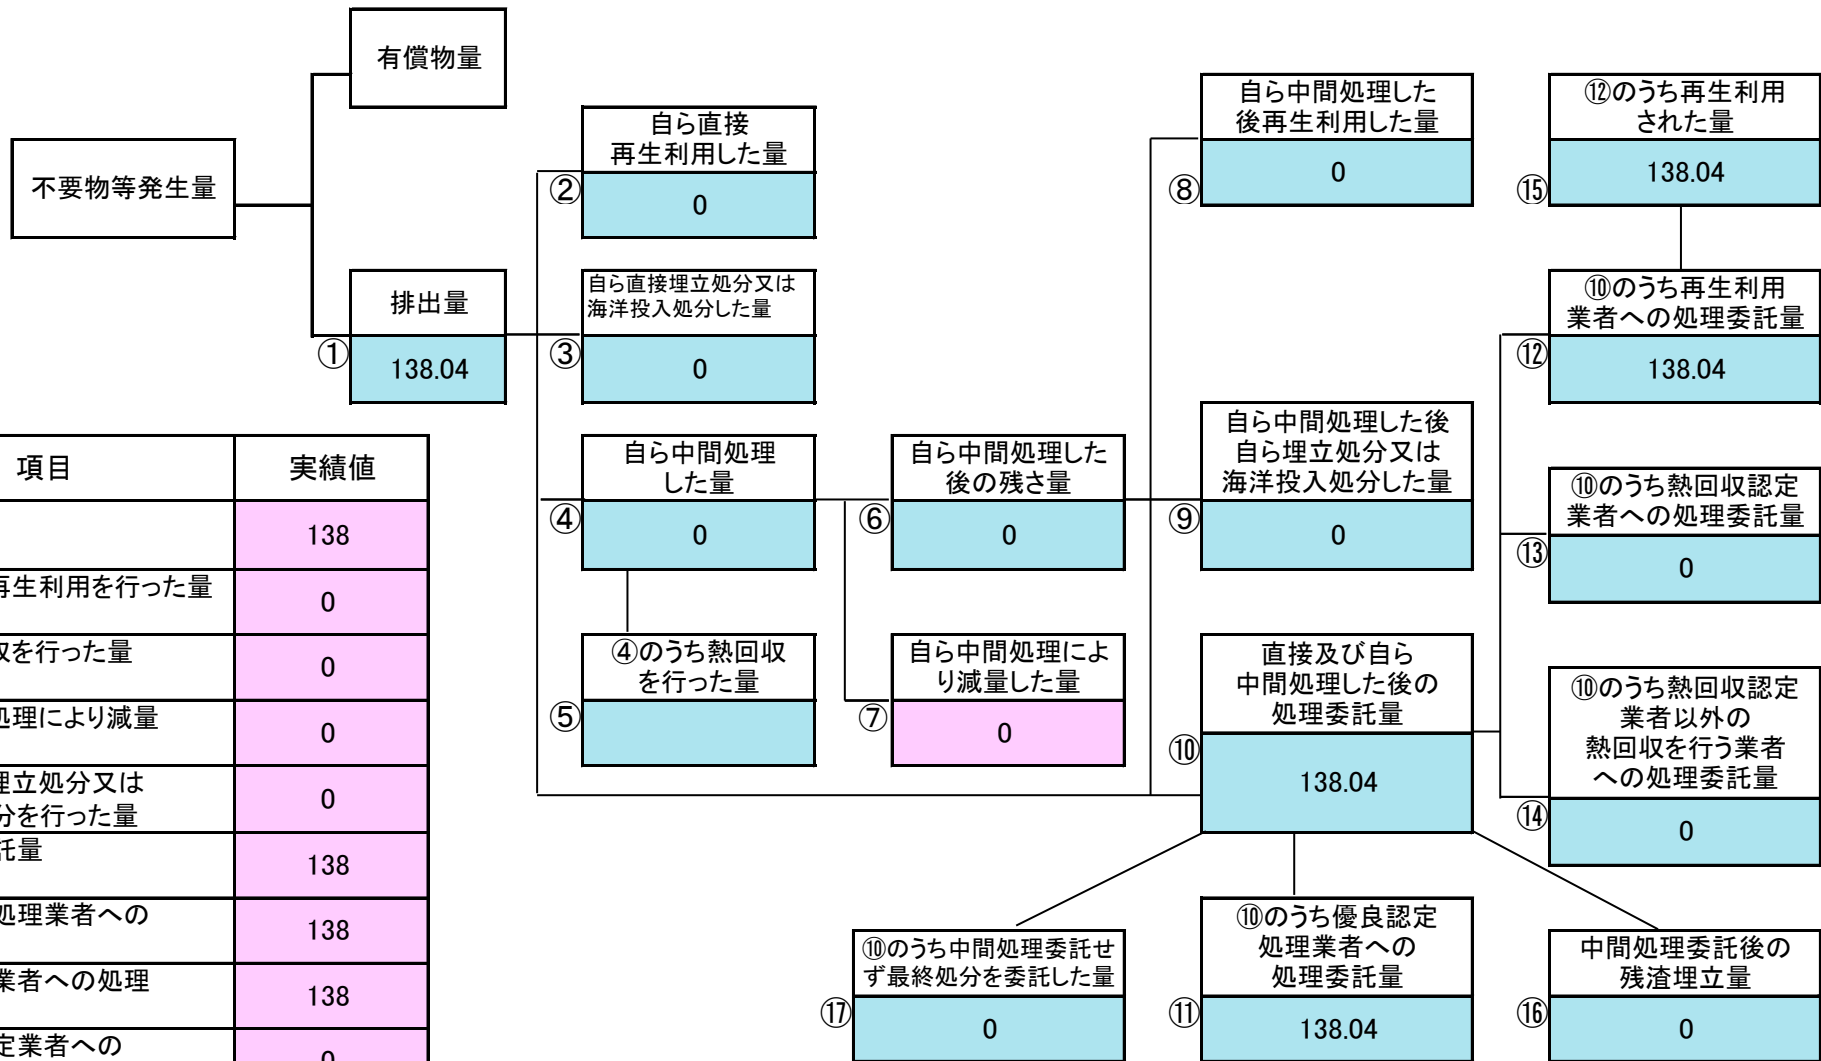 有償物量
不要物等発生量
排出量
①
138.04
自ら直接
再生利用した量
②
0
自ら直接埋立処分又は
海洋投入処分した量
③
0
自ら中間処理
した量
④
0
④のうち熱回収
を行った量
⑤
自ら中間処理した
後の残さ量
⑥
0
自ら中間処理によ
り減量した量
⑦
0
自ら中間処理した
後再生利用した量
⑧
0
自ら中間処理した後
自ら埋立処分又は
海洋投入処分した量
⑨
0
直接及び自ら
中間処理した後の
処理委託量
⑩
138.04
⑫のうち再生利用
された量
⑮
138.04
⑩のうち再生利用
業者への処理委託量
⑫
138.04
⑩のうち熱回収認定
業者への処理委託量
⑬
0
⑩のうち熱回収認定
業者以外の
熱回収を行う業者
への処理委託量
⑭
0
⑩のうち中間処理委託せ
ず最終処分を委託した量
⑰
0
⑩のうち優良認定
処理業者への
処理委託量
⑪
138.04
中間処理委託後の
残渣埋立量
⑯
0
項目 実績値
138
再生利用を行った量
0
を行った量
0
処理により減量
0
埋立処分又は
分を行った量
0
託量
138
処理業者への
138
業者への処理
138
定業者への
0